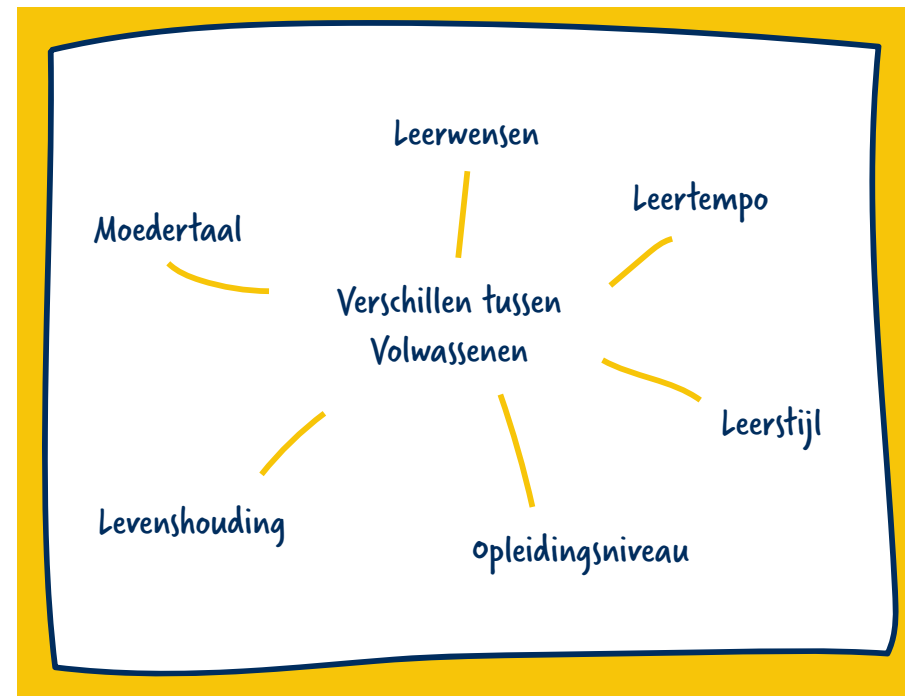 Leerwensen
Leertempo
Moedertaal
Verschillen tussen
Volwassenen
Leerstijl
Levenshouding
Opleidingsniveau